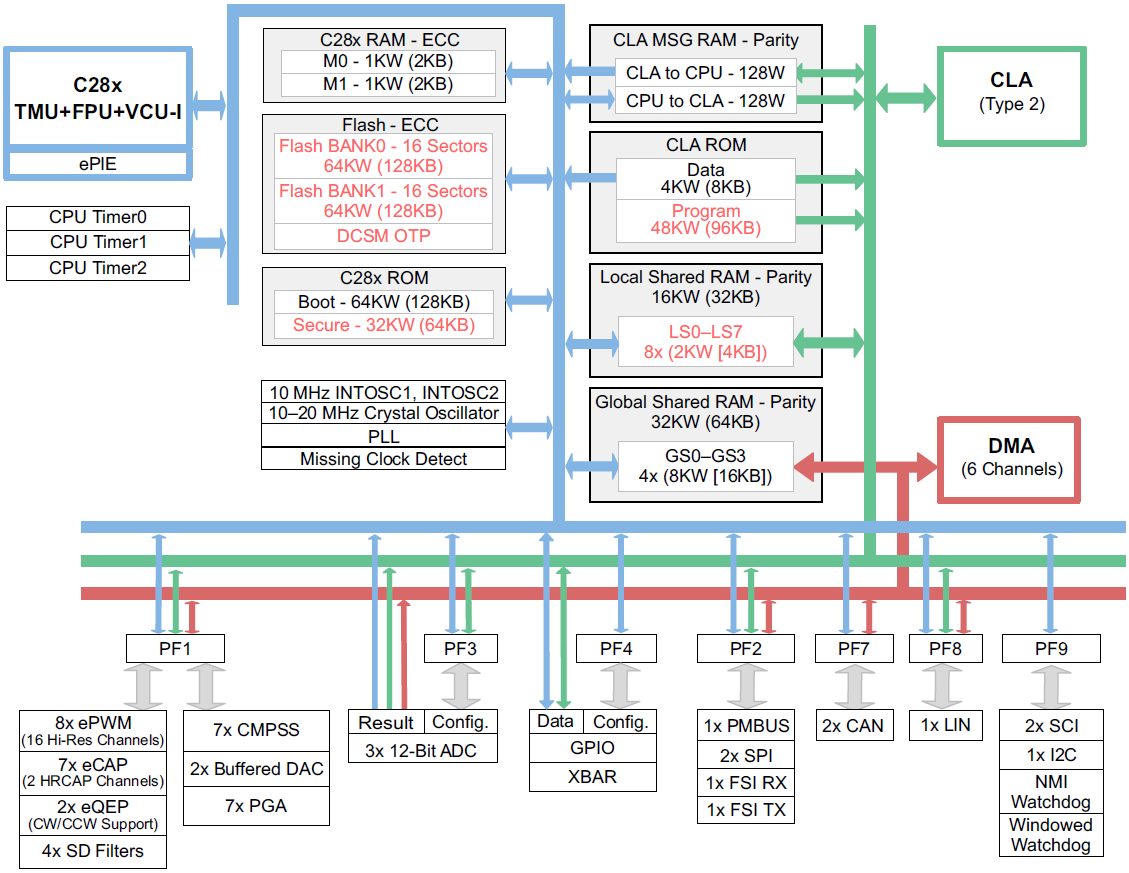 C28x
TMU+FPU+VCU-I
ePIE
CPU Timer0
CPU Timer1
CPU Timer2
C28x RAM - ECC
M0 - 1KW (2KB)
M1 - 1KW (2KB)
Flash - ECC
Flash BANK0 - 16 Sectors
64KW (128KB)
Flash BANK1 - 16 Sectors
64KW (128KB)
DCSM OTP
C28x ROM
Boot - 64KW (128KB)
Secure - 32KW (64KB)
10 MHz INTOSC1, INTOSC2
10–20 MHz Crystal Oscillator
PLL
Missing Clock Detect
CLA MSG RAM - Parity
CLA to CPU - 128W
CPU to CLA - 128W
CLA ROM
Data
4KW (8KB)
Program
48KW (96KB)
Local Shared RAM - Parity
16KW (32KB)
LS0–LS7
8x (2KW [4KB])
Global Shared RAM - Parity
32KW (64KB)
GS0–GS3
4x (8KW [16KB])
CLA
(Type 2)
DMA
(6 Channels)
PF1
PF3
PF4
PF2
PF7
PF8
PF9
8x ePWM
(16 Hi-Res Channels)
7x eCAP
(2 HRCAP Channels)
2x eQEP
(CW/CCW Support)
4x SD Filters
7x CMPSS
2x Buffered DAC
7x PGA
Result
Config.
3x 12-Bit ADC
Data
Config.
GPIO
XBAR
1x PMBUS
2x SPI
1x FSI RX
1x FSI TX
2x CAN
1x LIN
2x SCI
1x I2C
NMI
Watchdog
Windowed
Watchdog